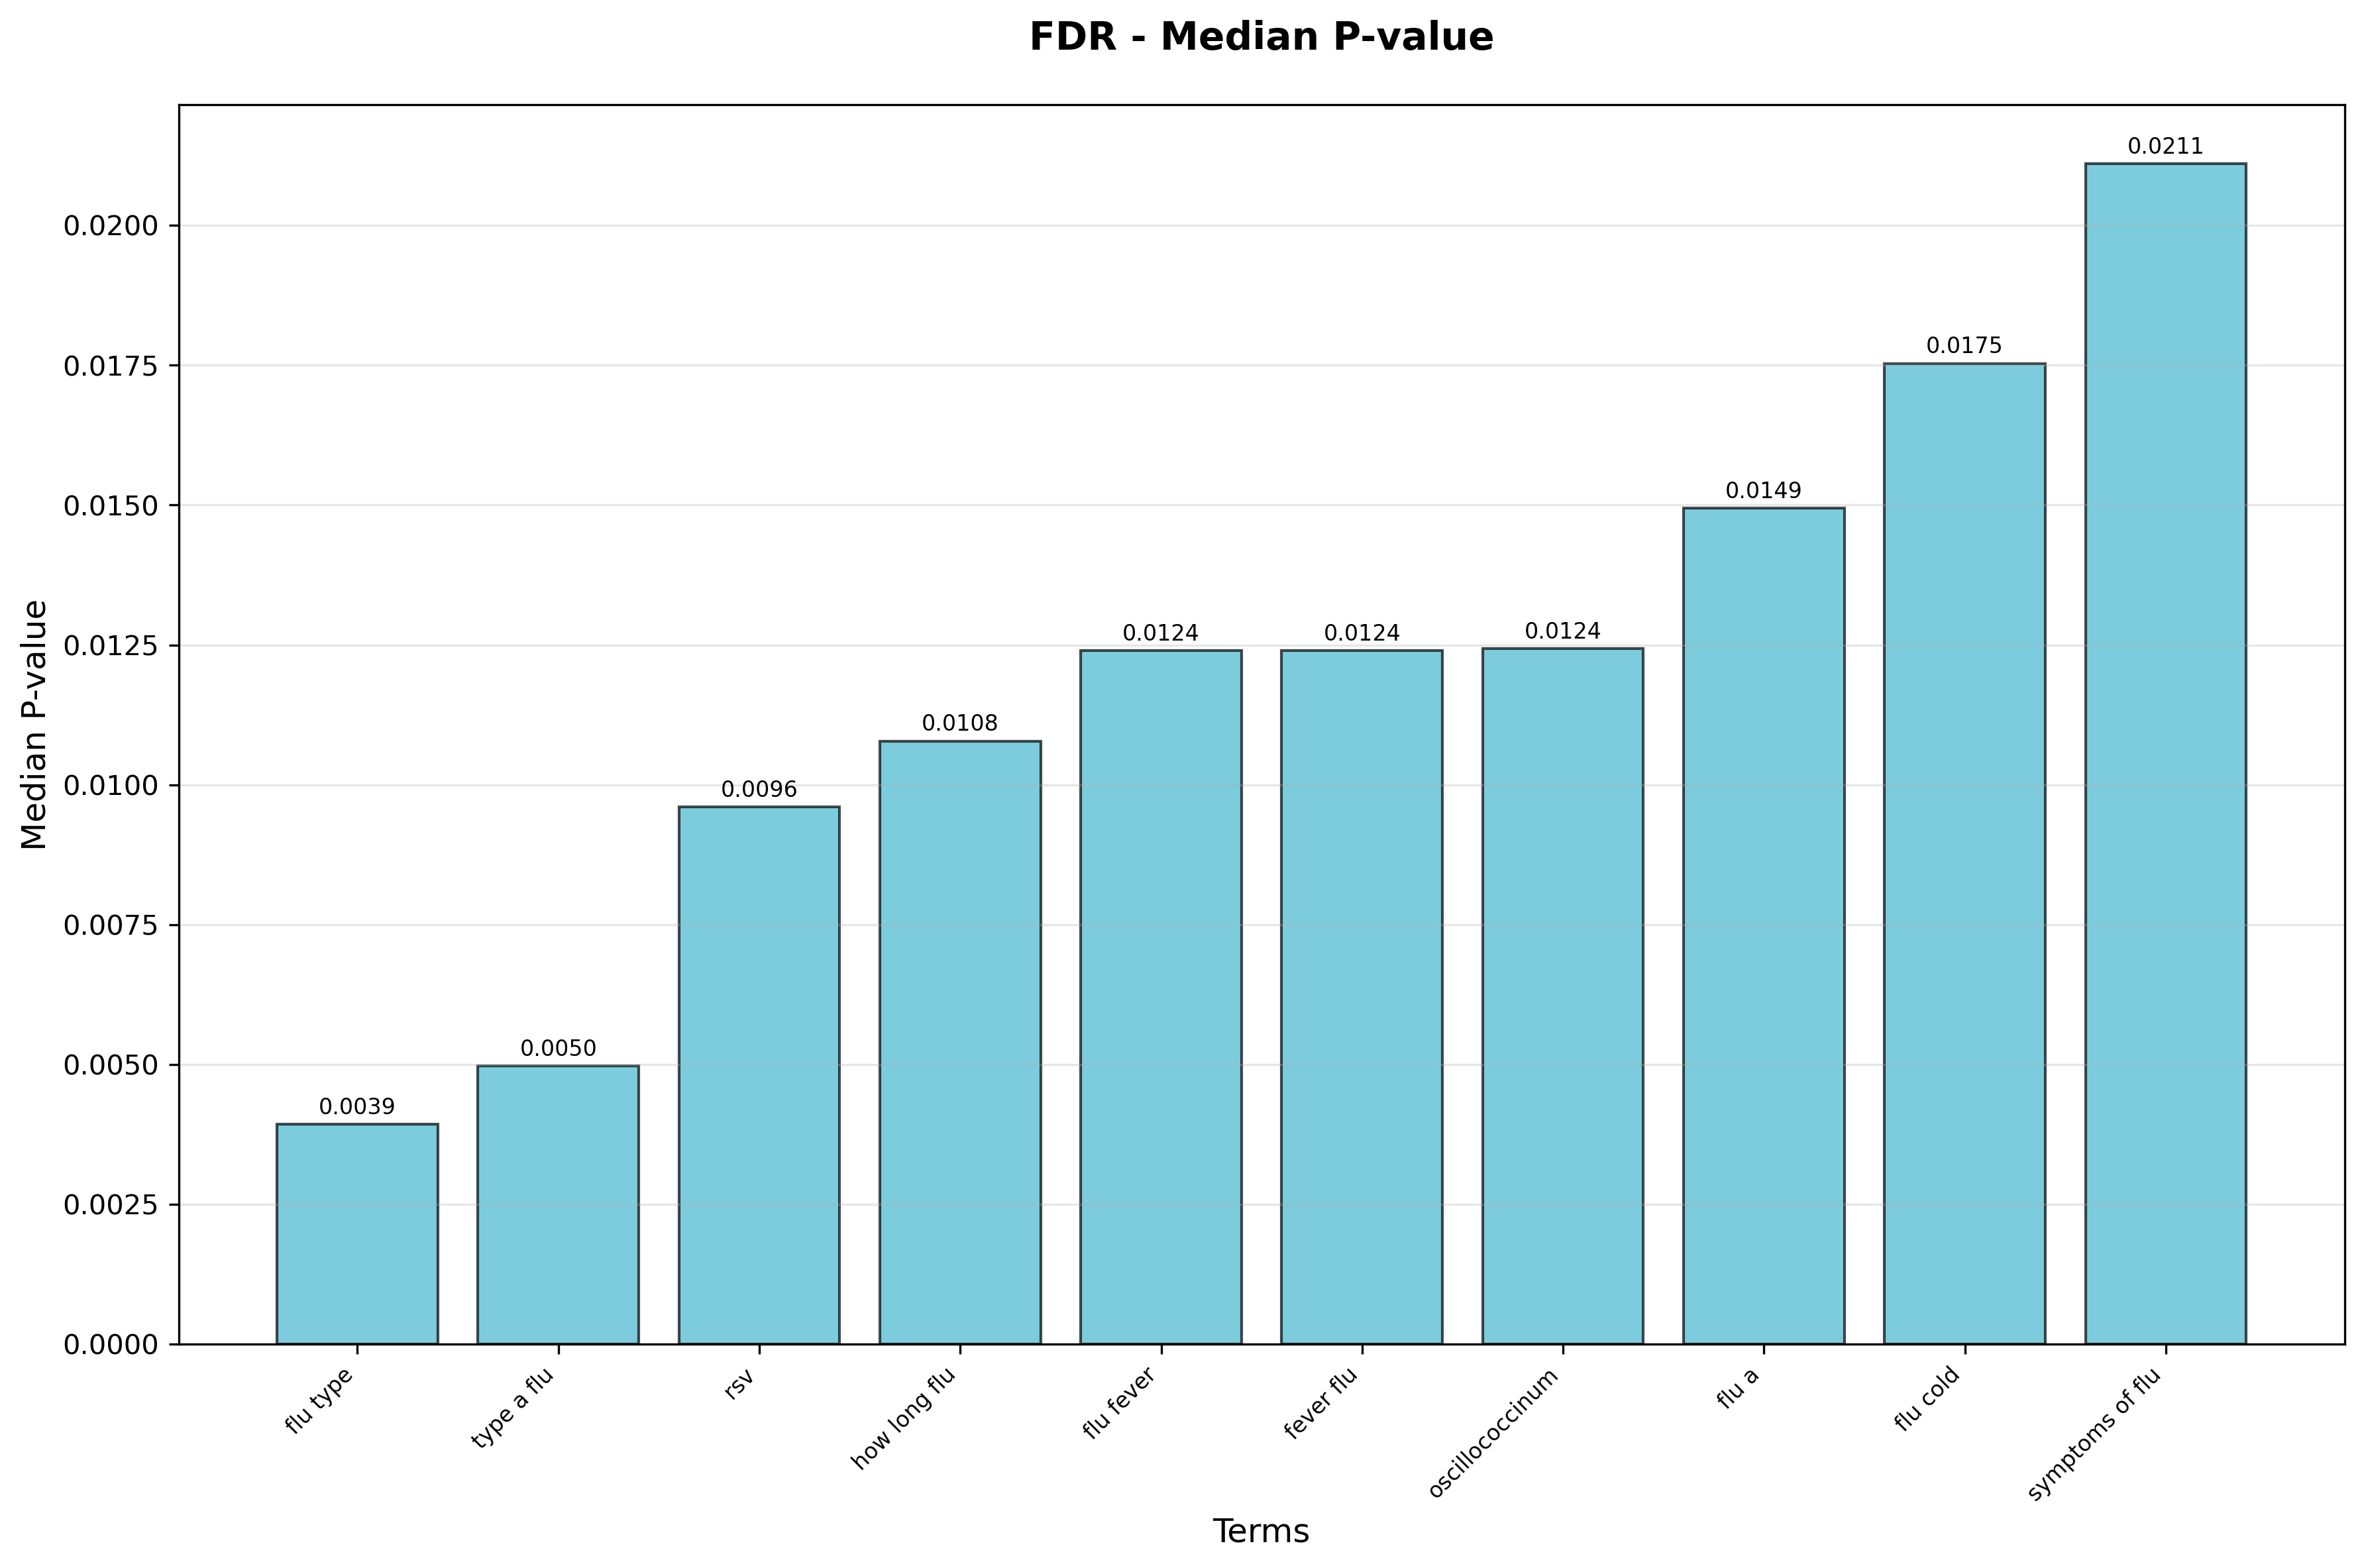 FDR - Median P-value
Median P-value
0.0200
0.0175
0.0150
0.0125
0.0100
0.0075
0.0050
0.0025
0.0000
0.0039
0.0050
0.0096
0.0108
0.0124
0.0124
0.0124
0.0149
0.0175
0.0211
flu type
type a flu
rsv
how long flu
flu fever
fever flu
oscillococcinum
flu a
flu cold
symptoms of flu
Terms